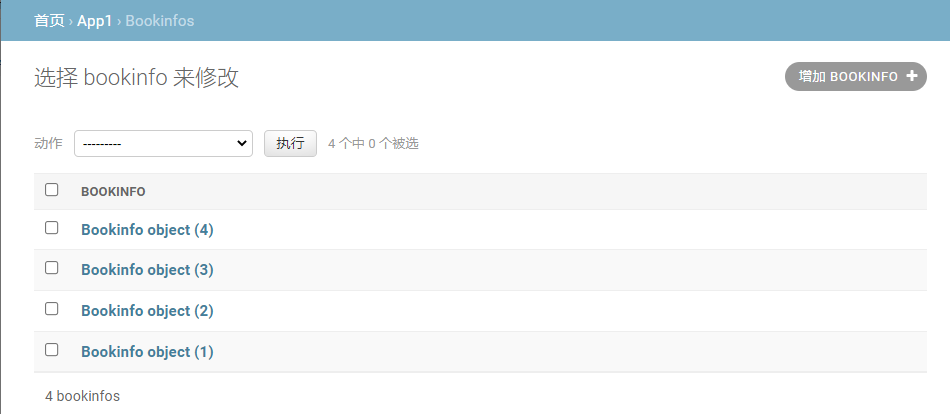 首页 › App1 › Bookinfos
选择 bookinfo 来修改
增加 BOOKINFO +
动作 --------- 执行 4 个中 0 个被选
BOOKINFO
Bookinfo object (4)
Bookinfo object (3)
Bookinfo object (2)
Bookinfo object (1)
4 bookinfos